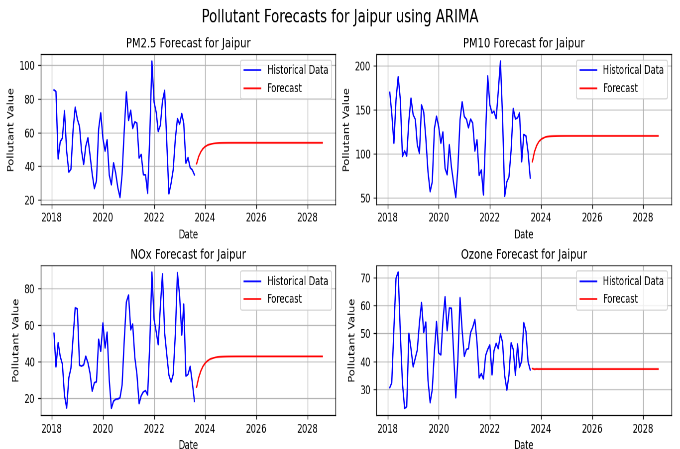 Pollutant Forecasts for Jaipur using ARIMA
PM2.5 Forecast for Jaipur
Pollutant Value
100
80
60
40
20
Historical Data
Forecast
2018 2020 2022 2024 2026 2028
Date
PM10 Forecast for Jaipur
Pollutant Value
200
150
100
50
Historical Data
Forecast
2018 2020 2022 2024 2026 2028
Date
NOx Forecast for Jaipur
Pollutant Value
80
60
40
20
Historical Data
Forecast
2018 2020 2022 2024 2026 2028
Date
Ozone Forecast for Jaipur
Pollutant Value
70
60
50
40
30
Historical Data
Forecast
2018 2020 2022 2024 2026 2028
Date